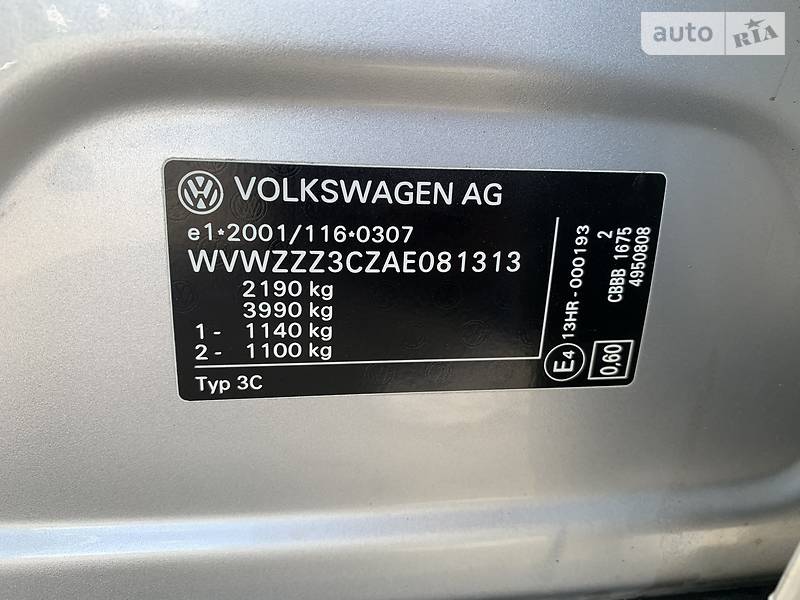 auto RIA
VOLKSWAGEN AG
e1*2001/116*0307
WVWZZZ3CZAE081313
2190 kg
3990 kg
1 - 1140 kg
2 - 1100 kg
Typ 3C
E4 13HR - 000193
2
CBBB 1675
4950808
0,60